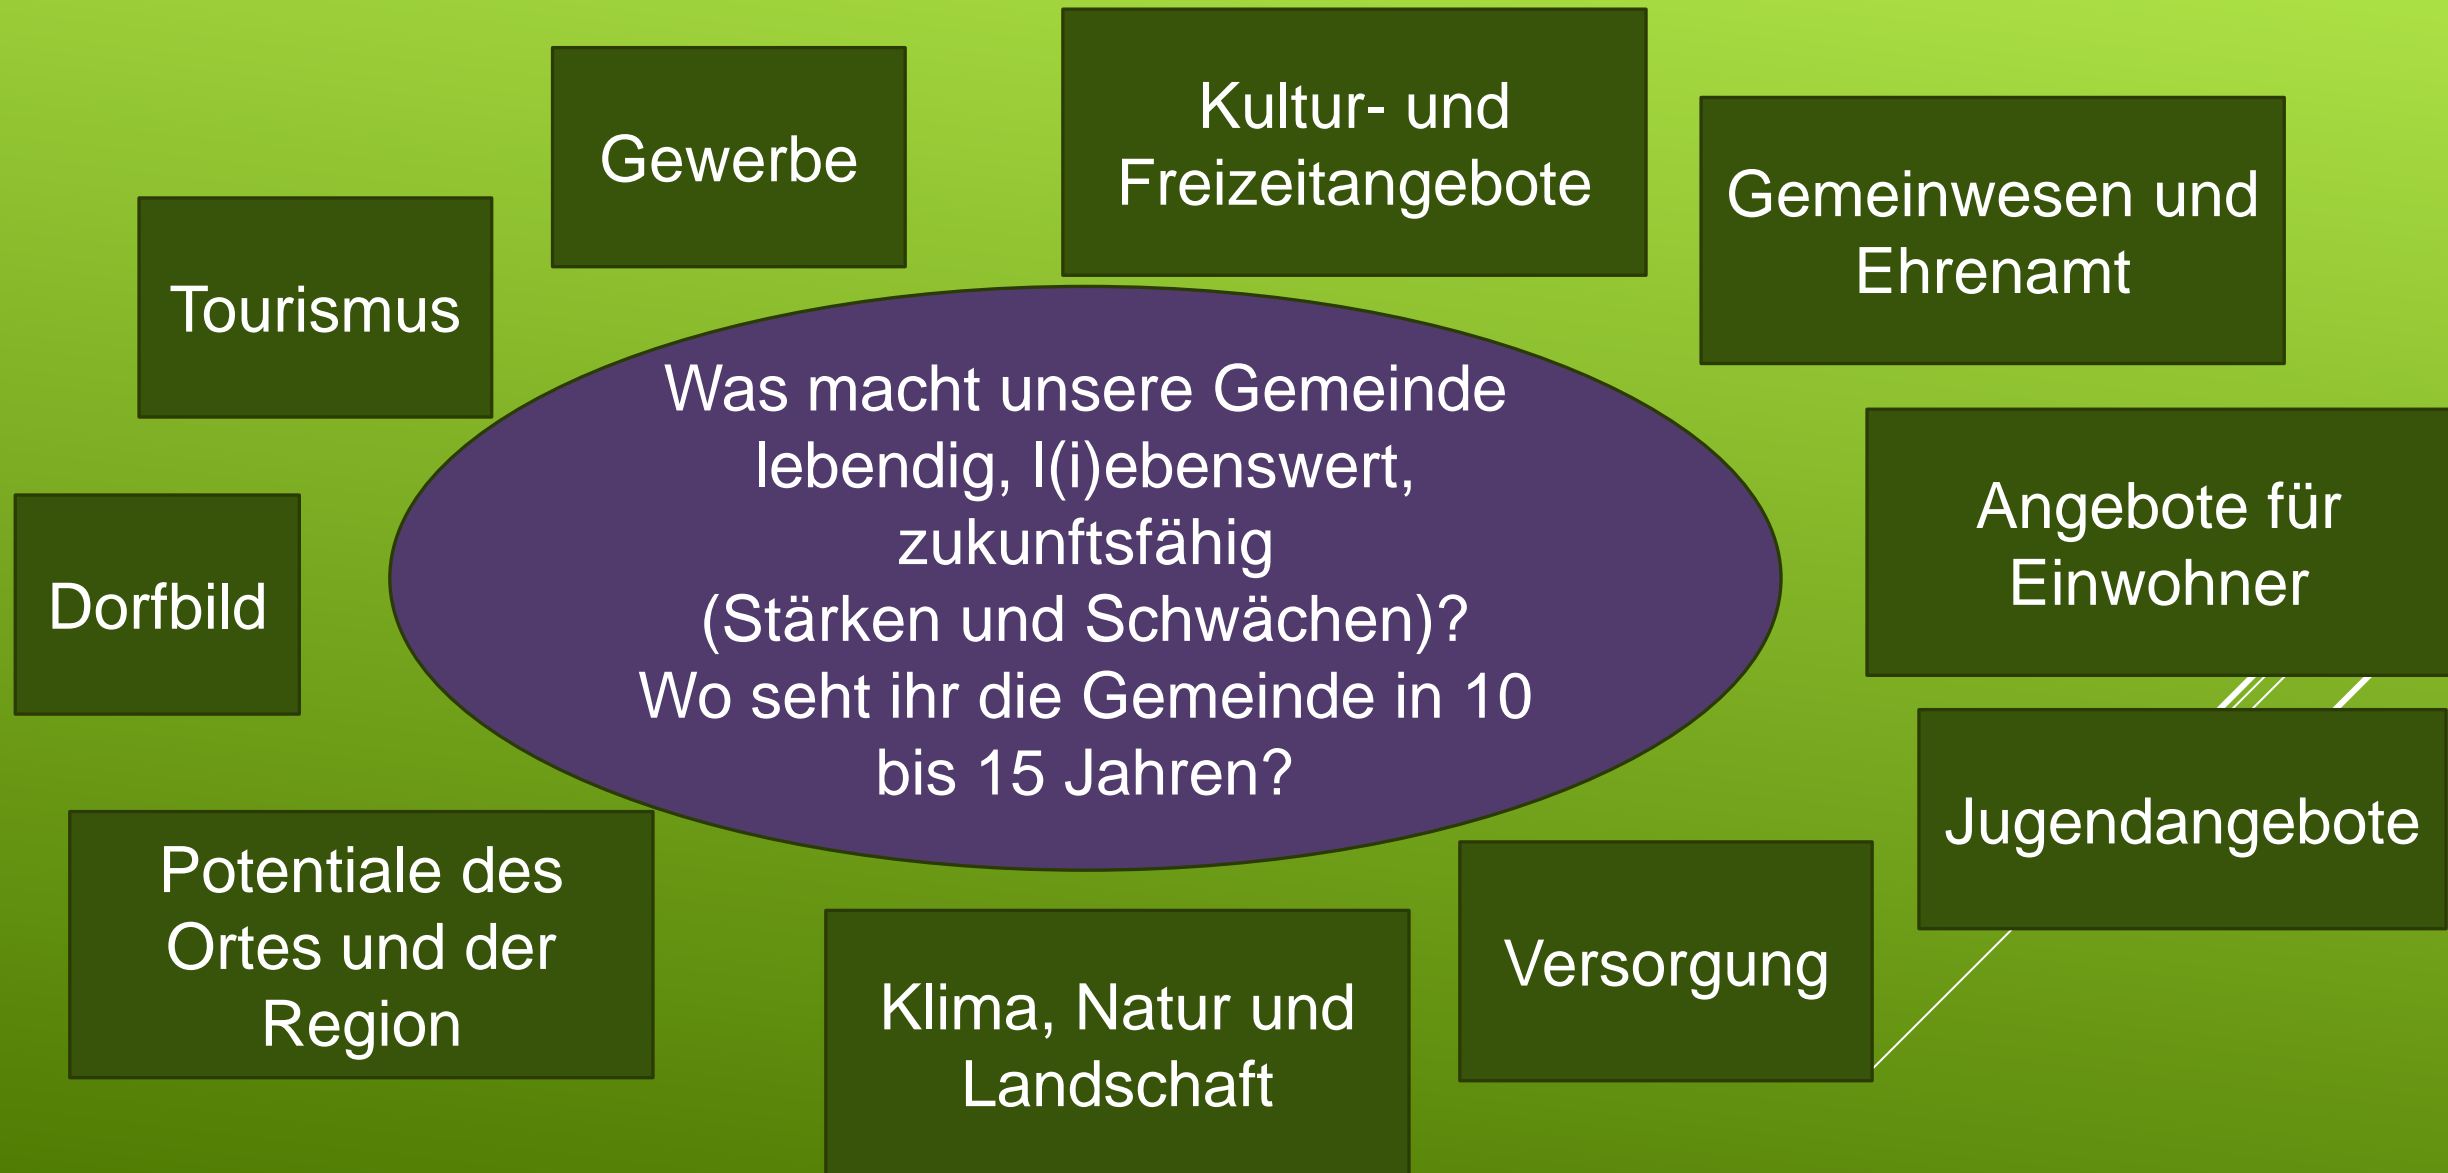 Kultur- und
Freizeitangebote
Gewerbe
Gemeinwesen und
Ehrenamt
Tourismus
Was macht unsere Gemeinde
lebendig, l(i)ebenswert,
zukunftsfähig
(Stärken und Schwächen)?
Wo seht ihr die Gemeinde in 10
bis 15 Jahren?
Angebote für
Einwohner
Dorfbild
Jugendangebote
Potentiale des
Ortes und der
Region
Versorgung
Klima, Natur und
Landschaft